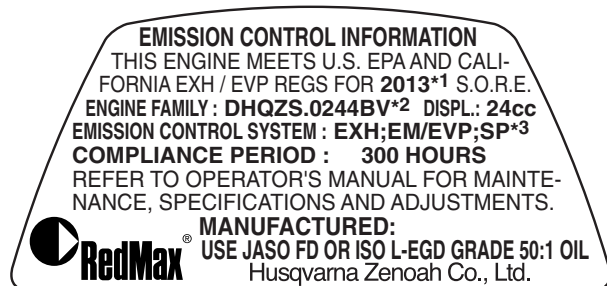 EMISSION CONTROL INFORMATION
THIS ENGINE MEETS U.S. EPA AND CALI-
FORNIA EXH / EVP REGS FOR 2013*1 S.O.R.E.
ENGINE FAMILY : DHQZS.0244BV*2 DISPL.: 24cc
EMISSION CONTROL SYSTEM : EXH;EM/EVP;SP*3
COMPLIANCE PERIOD : 300 HOURS
REFER TO OPERATOR'S MANUAL FOR MAINTE-
NANCE, SPECIFICATIONS AND ADJUSTMENTS.
MANUFACTURED:
RedMax® USE JASO FD OR ISO L-EGD GRADE 50:1 OIL
Husqvarna Zenoah Co., Ltd.